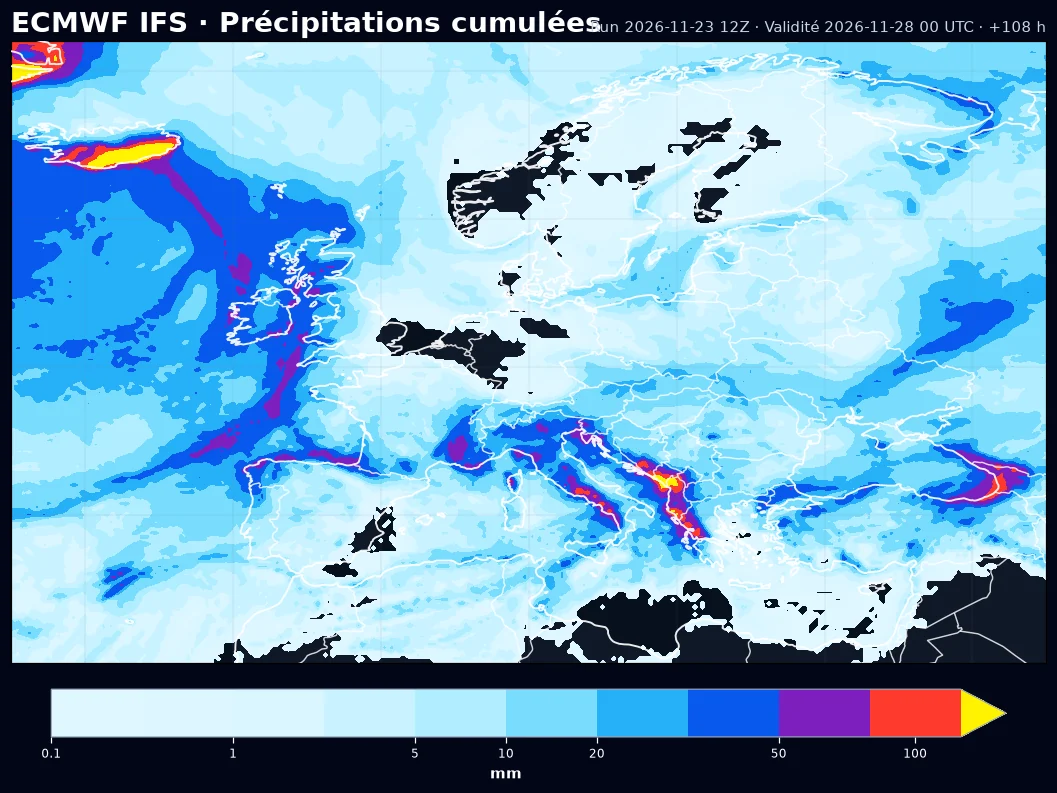 ECMWF IFS · Précipitations cumulées
Run 2026-11-23 12Z · Validité 2026-11-28 00 UTC · +108 h
0.1 1 5 10 20 50 100
mm